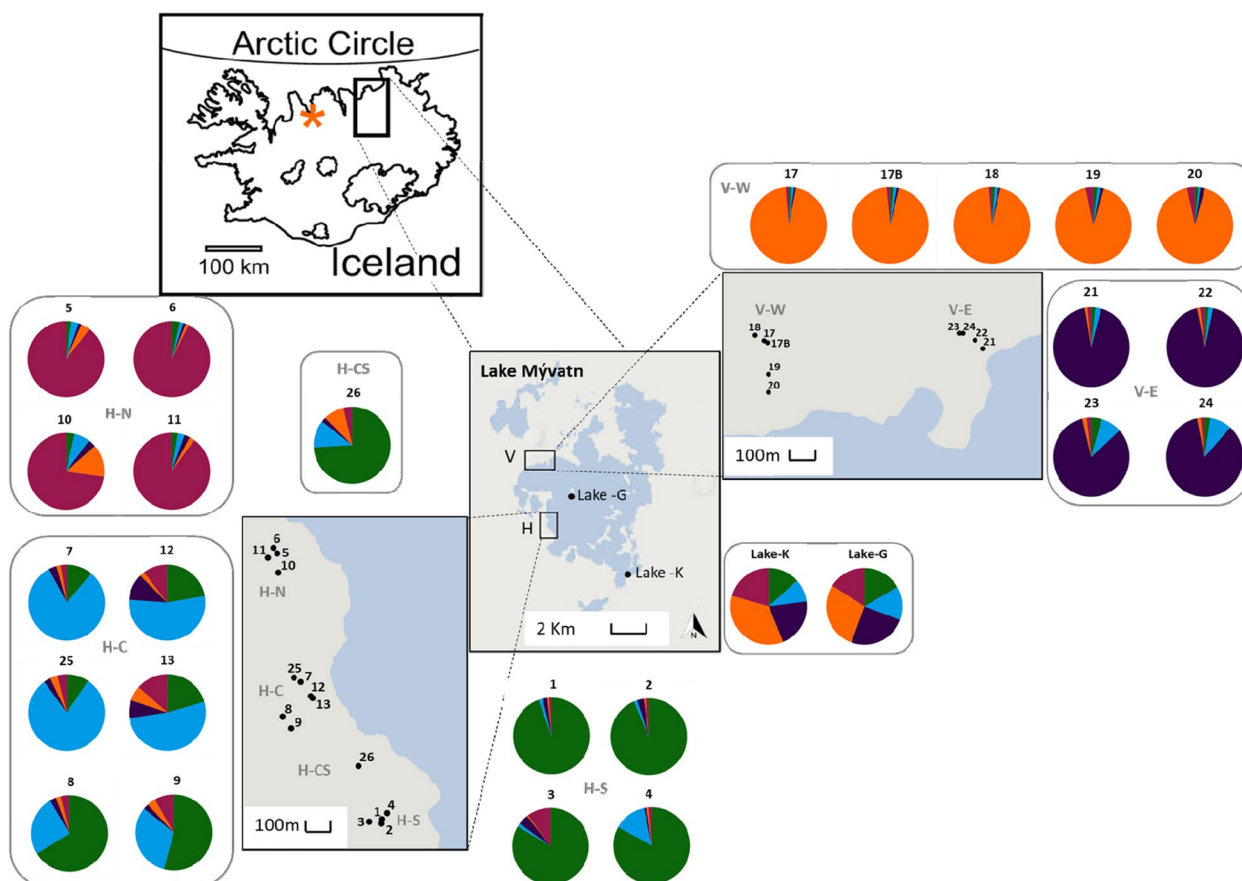 Arctic Circle
*
100 km
Iceland
V-W
17
17B
18
19
20
V-W
18
17
17B
19
20
V-E
23
24
22
21
100m
21
22
V-E
23
24
5
6
H-N
10
11
H-CS
26
Lake Mývatn
V
Lake -G
H
Lake -K
2 Km
N
Lake-K
Lake-G
6
11
5
10
H-N
25
7
H-C
12
13
8
9
26
H-CS
4
1
3
2
H-S
100m
7
12
H-C
25
13
8
9
1
2
H-S
3
4